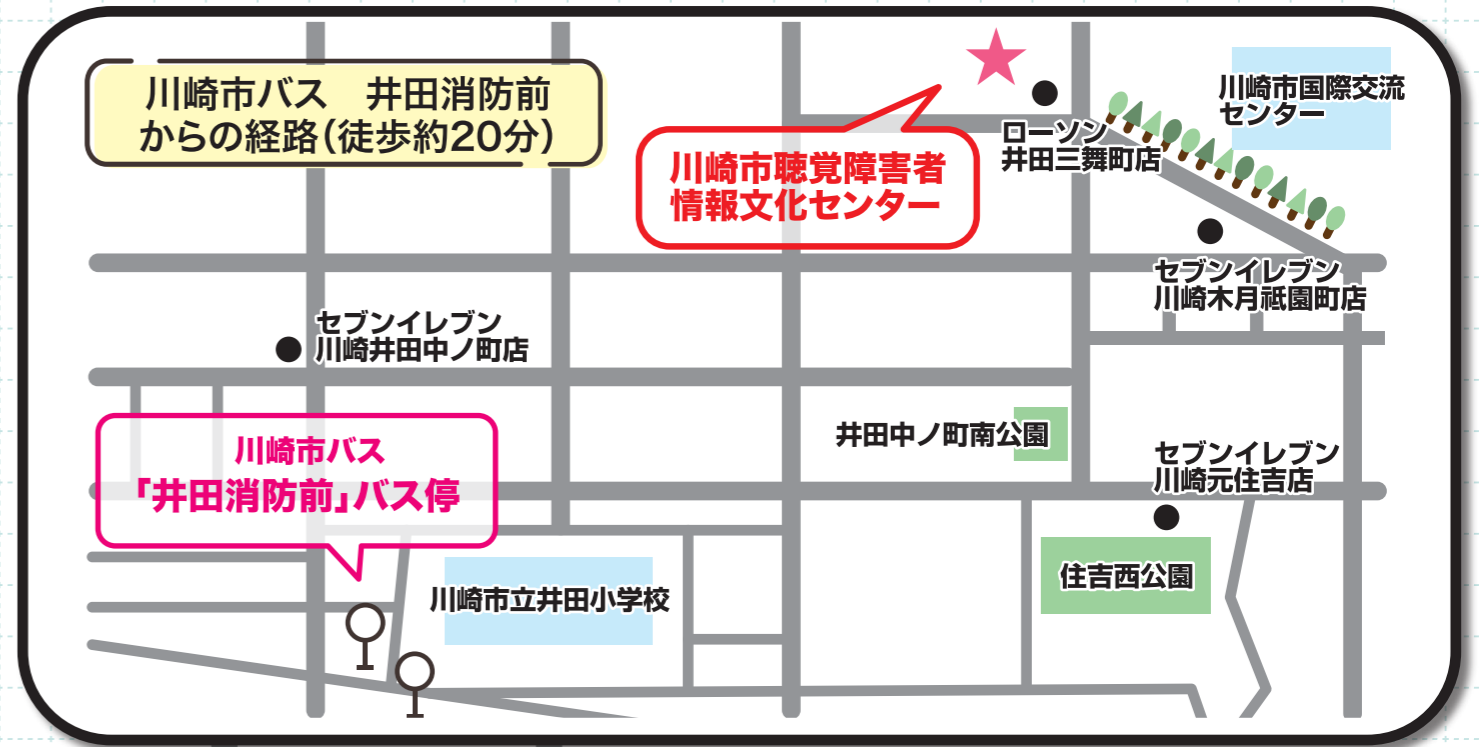 川崎市バス　井田消防前
からの経路（徒歩約20分）
川崎市聴覚障害者
情報文化センター
ローソン
井田三舞町店
川崎市国際交流
センター
セブンイレブン
川崎木月祇園町店
セブンイレブン
川崎井田中ノ町店
井田中ノ町南公園
川崎市バス
「井田消防前」バス停
セブンイレブン
川崎元住吉店
川崎市立井田小学校
住吉西公園